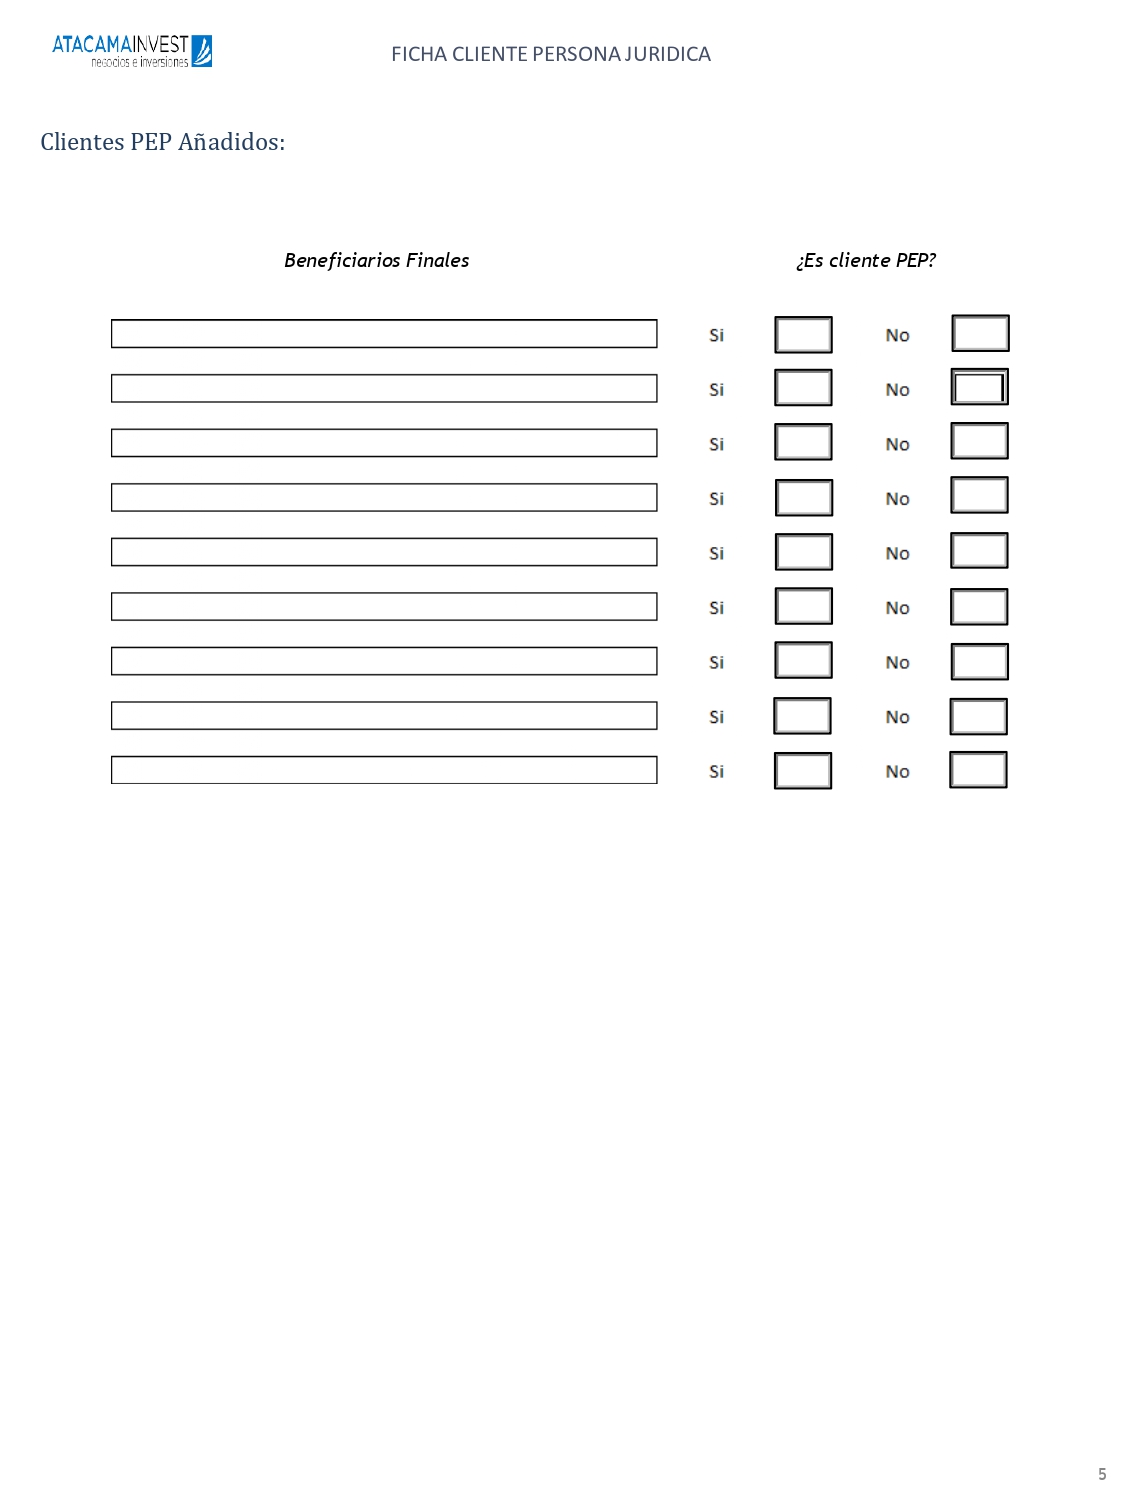 ATACAMAINVEST
negocios e inversiones
FICHA CLIENTE PERSONA JURIDICA
Clientes PEP Añadidos:
Beneficiarios Finales ¿Es cliente PEP?
Si No
Si No
Si No
Si No
Si No
Si No
Si No
Si No
Si No
5